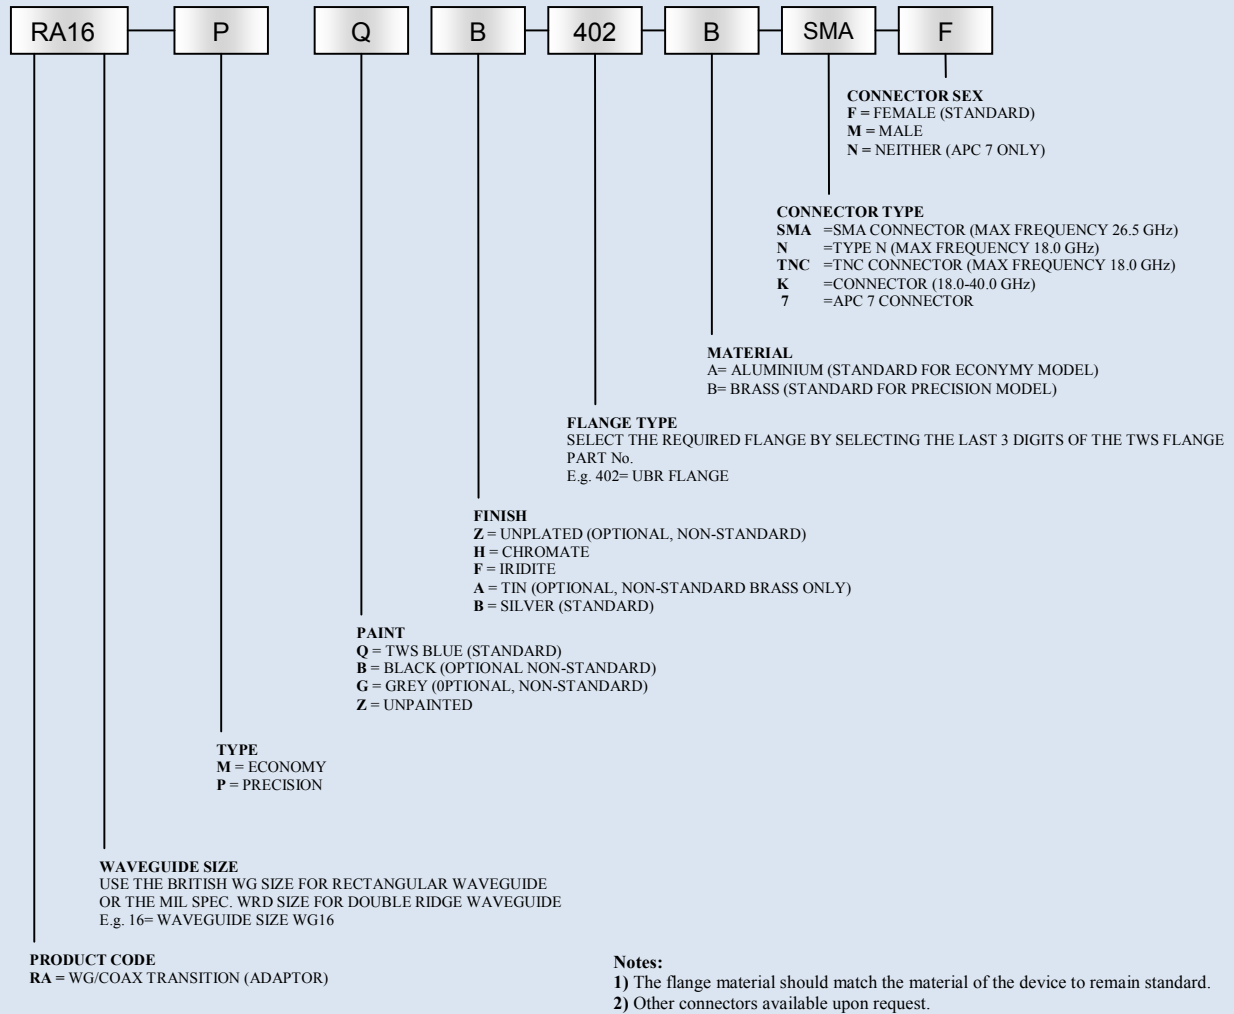 RA16
P
Q
B
402
B
SMA
F
CONNECTOR SEX
F = FEMALE (STANDARD)
M = MALE
N = NEITHER (APC 7 ONLY)
CONNECTOR TYPE
SMA =SMA CONNECTOR (MAX FREQUENCY 26.5 GHz)
N =TYPE N (MAX FREQUENCY 18.0 GHz)
TNC =TNC CONNECTOR (MAX FREQUENCY 18.0 GHz)
K =CONNECTOR (18.0-40.0 GHz)
7 =APC 7 CONNECTOR
MATERIAL
A= ALUMINIUM (STANDARD FOR ECONYMY MODEL)
B= BRASS (STANDARD FOR PRECISION MODEL)
FLANGE TYPE
SELECT THE REQUIRED FLANGE BY SELECTING THE LAST 3 DIGITS OF THE TWS FLANGE
PART No.
E.g. 402= UBR FLANGE
FINISH
Z = UNPLATED (OPTIONAL, NON-STANDARD)
H = CHROMATE
F = IRIDITE
A = TIN (OPTIONAL, NON-STANDARD BRASS ONLY)
B = SILVER (STANDARD)
PAINT
Q = TWS BLUE (STANDARD)
B = BLACK (OPTIONAL NON-STANDARD)
G = GREY (0PTIONAL, NON-STANDARD)
Z = UNPAINTED
TYPE
M = ECONOMY
P = PRECISION
WAVEGUIDE SIZE
USE THE BRITISH WG SIZE FOR RECTANGULAR WAVEGUIDE
OR THE MIL SPEC. WRD SIZE FOR DOUBLE RIDGE WAVEGUIDE
E.g. 16= WAVEGUIDE SIZE WG16
PRODUCT CODE
RA = WG/COAX TRANSITION (ADAPTOR)
Notes:
1) The flange material should match the material of the device to remain standard.
2) Other connectors available upon request.